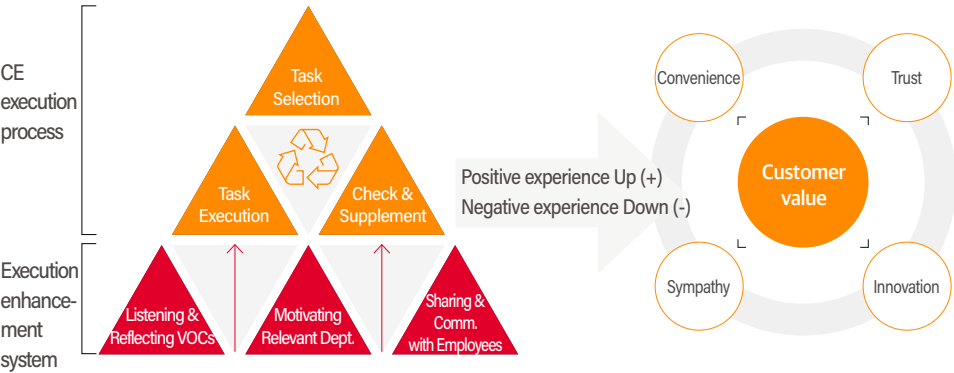 CE
execution
process
Task
Selection
Task
Execution
Check &
Supplement
Execution
enhance-
ment
system
Listening &
Reflecting VOCs
Motivating
Relevant Dept.
Sharing &
Comm.
with Employees
Positive experience Up (+)
Negative experience Down (-)
Convenience
Trust
Customer
value
Sympathy
Innovation